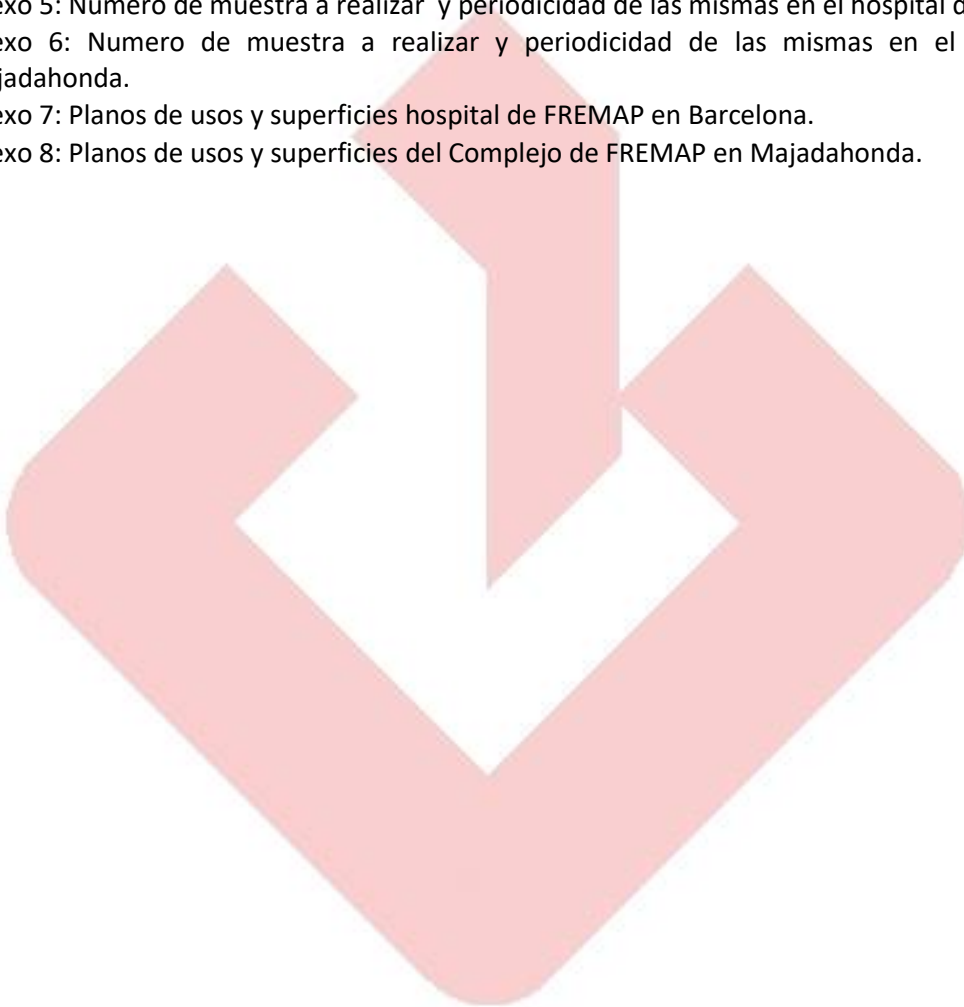 exo 5: Numero de muestra a realizar y periodicidad de las mismas en el hospital d
exo 6: Numero de muestra a realizar y periodicidad de las mismas en el
jadahonda.
exo 7: Planos de usos y superficies hospital de FREMAP en Barcelona.
exo 8: Planos de usos y superficies del Complejo de FREMAP en Majadahonda.